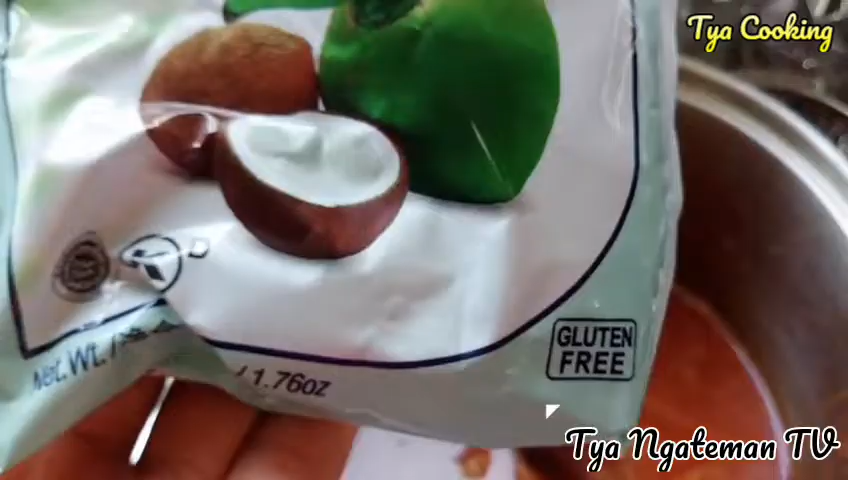 Tya Cooking
GLUTEN
FREE
Net. Wt.
/ 1.76oz
Tya Ngateman TV